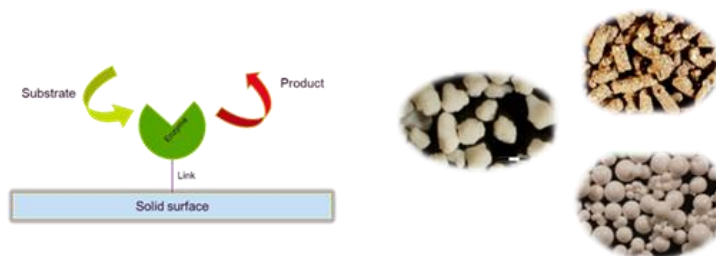 Substrate
Product
Enzyme
Link
Solid surface